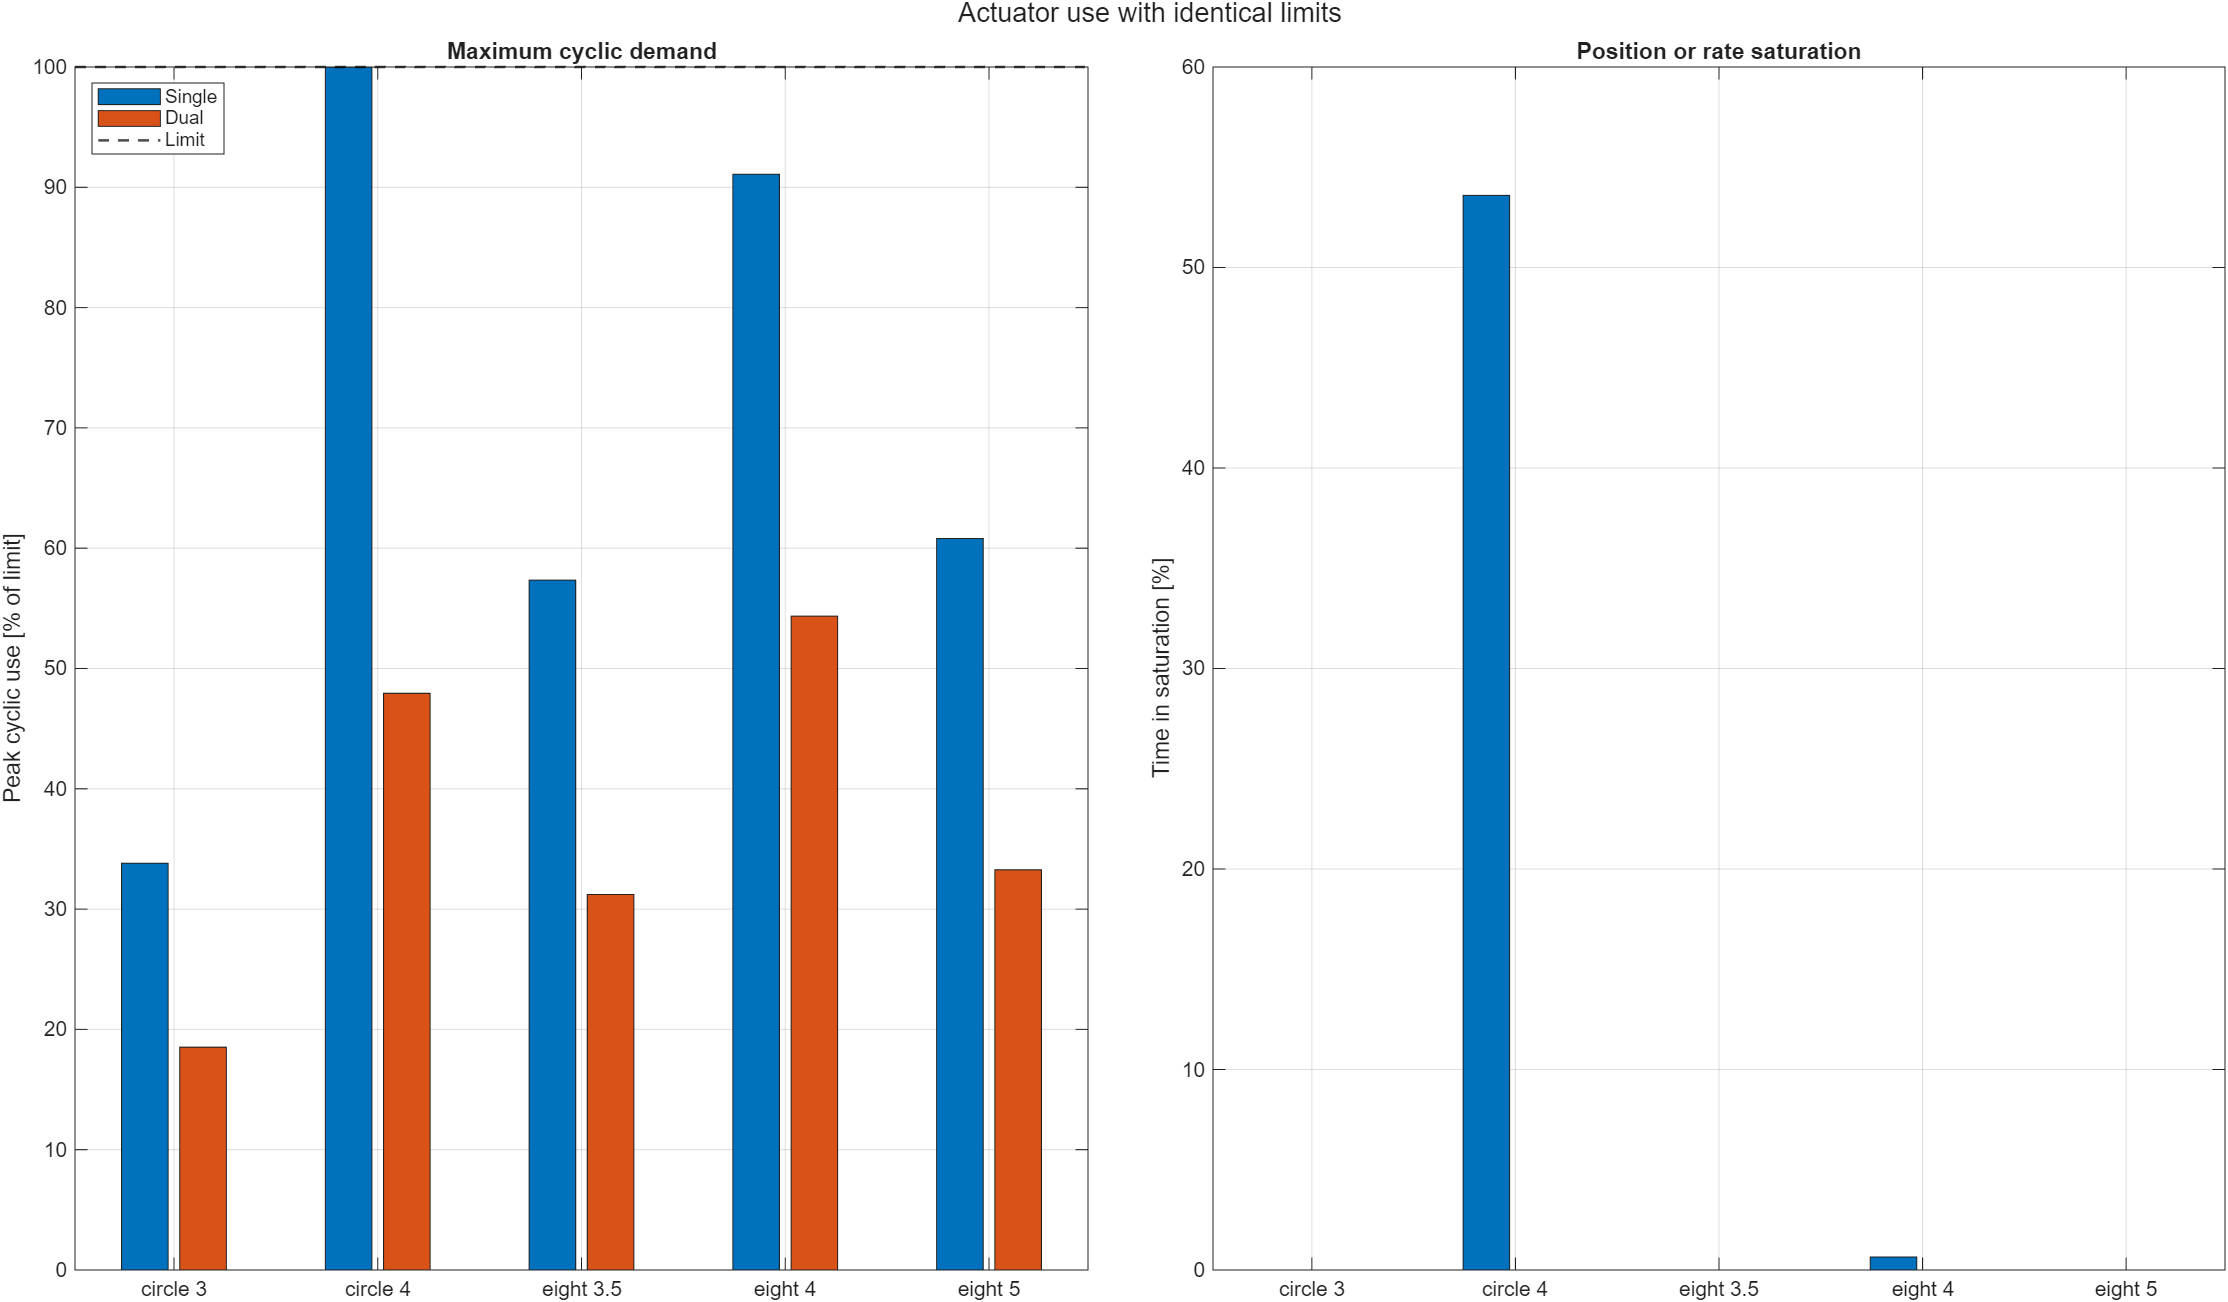 Actuator use with identical limits
Maximum cyclic demand
100
90
80
70
60
50
40
30
20
10
0
Peak cyclic use [% of limit]
Single
Dual
Limit
circle 3
circle 4
eight 3.5
eight 4
eight 5
Position or rate saturation
60
50
40
30
20
10
0
Time in saturation [%]
circle 3
circle 4
eight 3.5
eight 4
eight 5